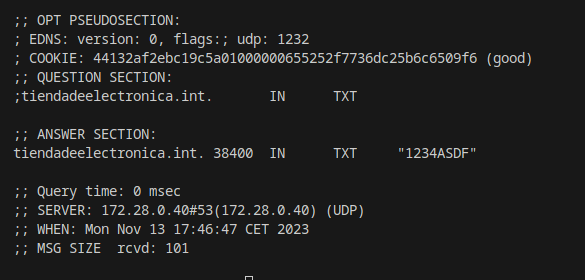 ;; OPT PSEUDOSECTION:
; EDNS: version: 0, flags:; udp: 1232
; COOKIE: 44132af2ebc19c5a01000000655252f7736dc25b6c6509f6 (good)
;; QUESTION SECTION:
;tiendadeelectronica.int. IN TXT
;; ANSWER SECTION:
tiendadeelectronica.int. 38400 IN TXT "1234ASDF"
;; Query time: 0 msec
;; SERVER: 172.28.0.40#53(172.28.0.40) (UDP)
;; WHEN: Mon Nov 13 17:46:47 CET 2023
;; MSG SIZE rcvd: 101